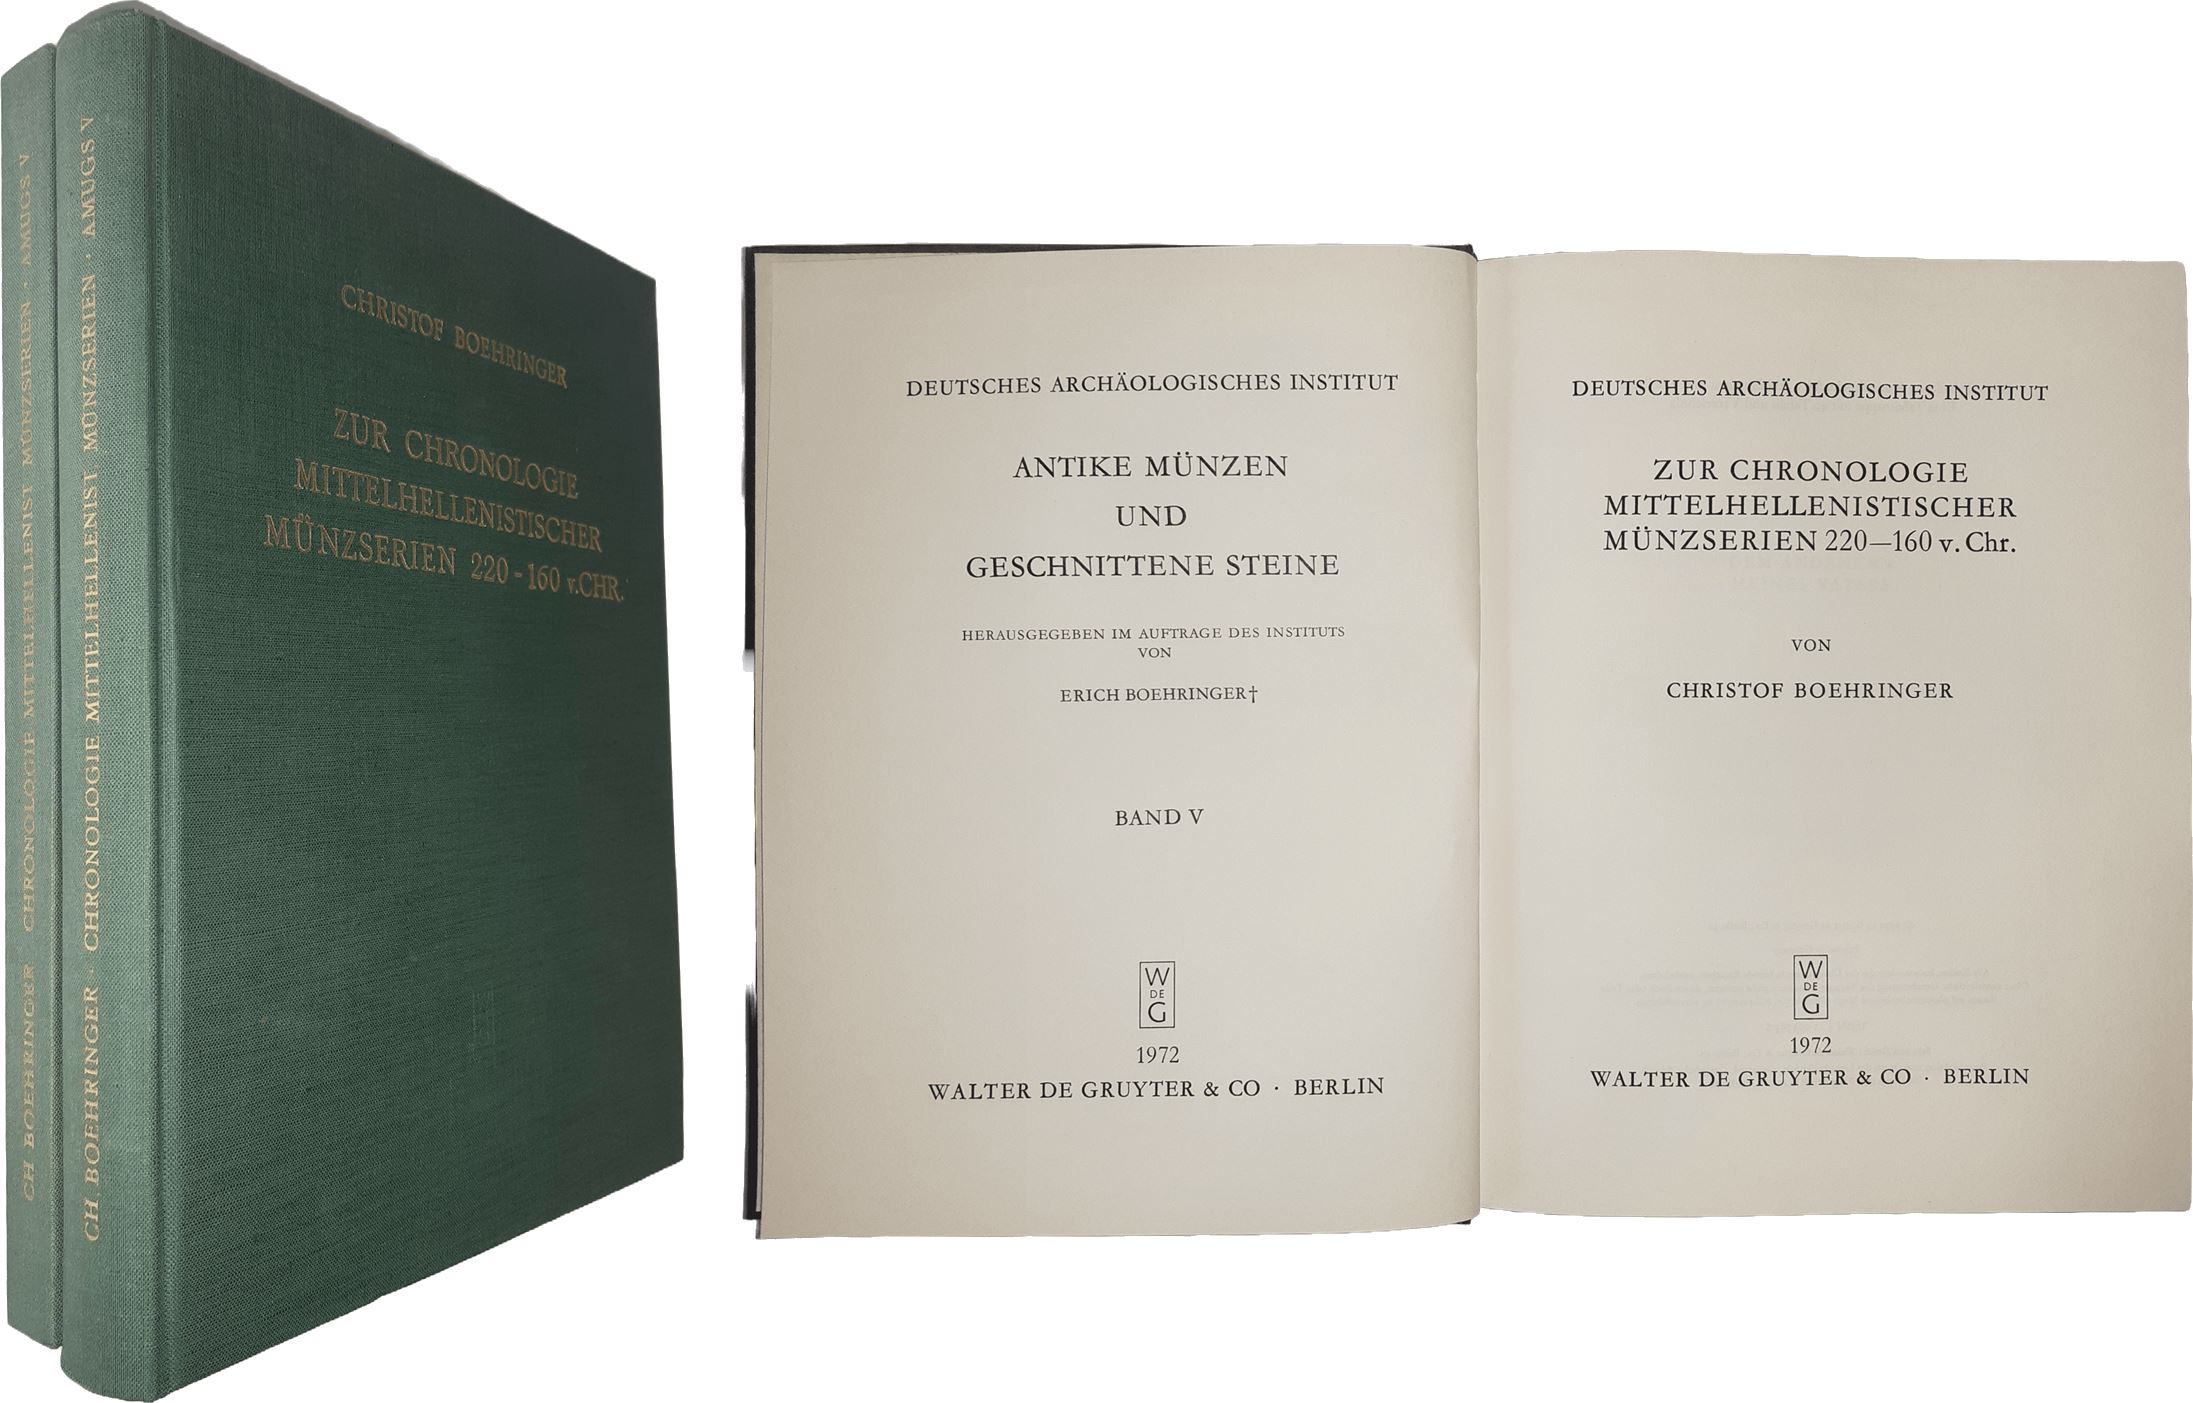 CH BOEHRINGER CHRONOLOGIE MITTELHELLENIST MÜNZSERIEN · AMUGS V
CH. BOEHRINGER · CHRONOLOGIE MITTELHELLENIST MÜNZSERIEN · AMUGS V
CHRISTOF BOEHRINGER
ZUR CHRONOLOGIE
MITTELHELLENISTISCHER
MÜNZSERIEN 220 - 160 v. CHR.
DEUTSCHES ARCHÄOLOGISCHES INSTITUT
ANTIKE MÜNZEN
UND
GESCHNITTENE STEINE
HERAUSGEGEBEN IM AUFTRAGE DES INSTITUTS
VON
ERICH BOEHRINGER†
BAND V
W
DE
G
1972
WALTER DE GRUYTER & CO · BERLIN
DEUTSCHES ARCHÄOLOGISCHES INSTITUT
ZUR CHRONOLOGIE
MITTELHELLENISTISCHER
MÜNZSERIEN 220—160 v. Chr.
VON
CHRISTOF BOEHRINGER
W
DE
G
1972
WALTER DE GRUYTER & CO · BERLIN